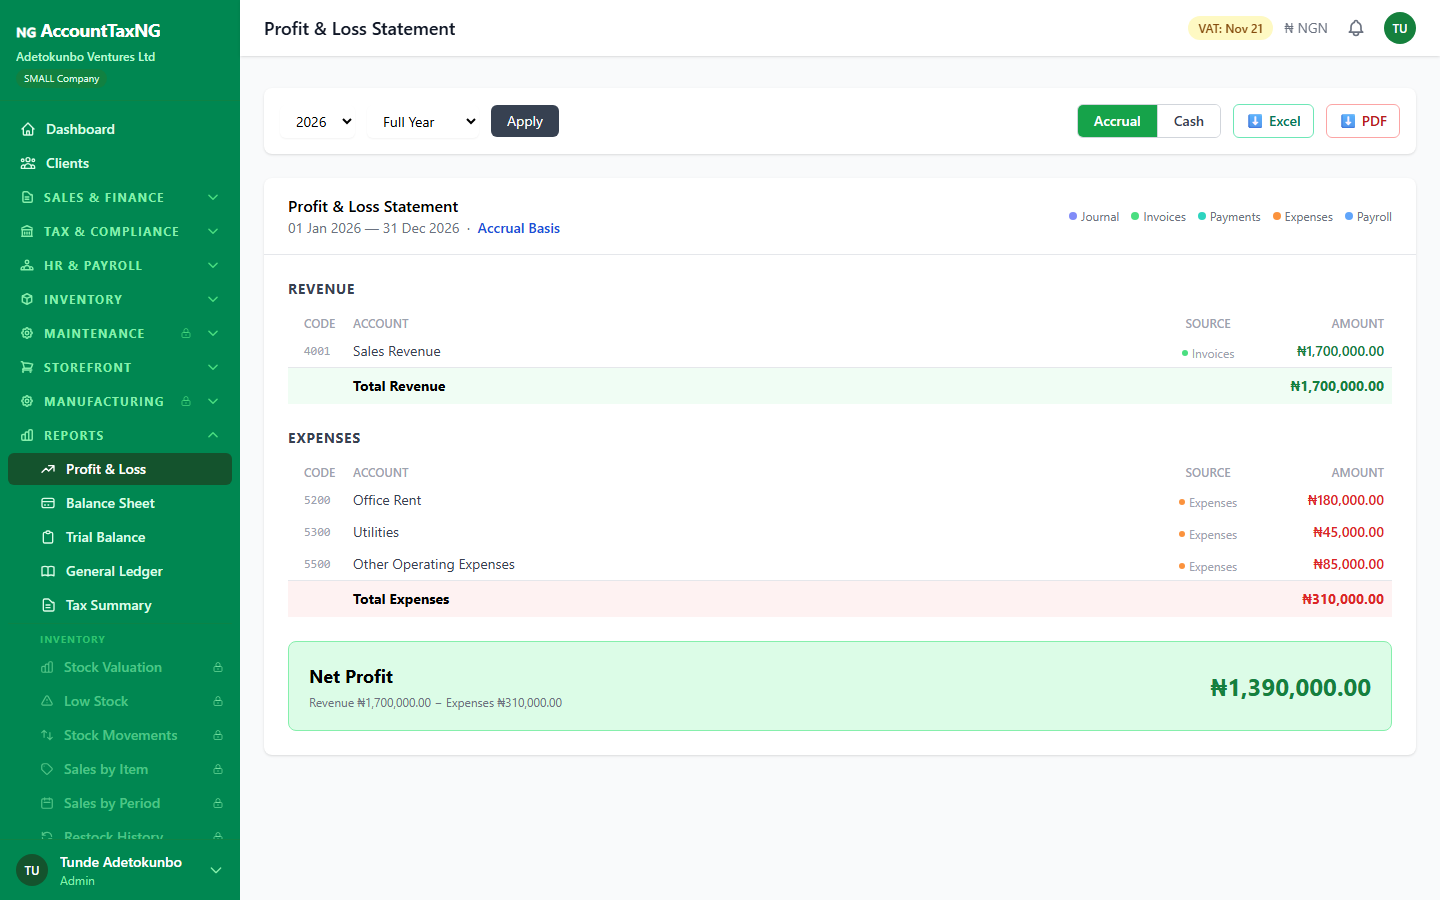 NG AccountTaxNG
Adetokunbo Ventures Ltd
SMALL Company
Dashboard
Clients
SALES & FINANCE
TAX & COMPLIANCE
HR & PAYROLL
INVENTORY
MAINTENANCE
STOREFRONT
MANUFACTURING
REPORTS
Profit & Loss
Balance Sheet
Trial Balance
General Ledger
Tax Summary
INVENTORY
Stock Valuation
Low Stock
Stock Movements
Sales by Item
Sales by Period
Restock History
TU
Tunde Adetokunbo
Admin
Profit & Loss Statement
VAT: Nov 21
₦ NGN
TU
2026
Full Year
Apply
Accrual
Cash
Excel
PDF
Profit & Loss Statement
01 Jan 2026 — 31 Dec 2026 · Accrual Basis
Journal Invoices Payments Expenses Payroll
REVENUE
CODE ACCOUNT SOURCE AMOUNT
4001 Sales Revenue Invoices ₦1,700,000.00
Total Revenue ₦1,700,000.00
EXPENSES
CODE ACCOUNT SOURCE AMOUNT
5200 Office Rent Expenses ₦180,000.00
5300 Utilities Expenses ₦45,000.00
5500 Other Operating Expenses Expenses ₦85,000.00
Total Expenses ₦310,000.00
Net Profit
Revenue ₦1,700,000.00 − Expenses ₦310,000.00
₦1,390,000.00